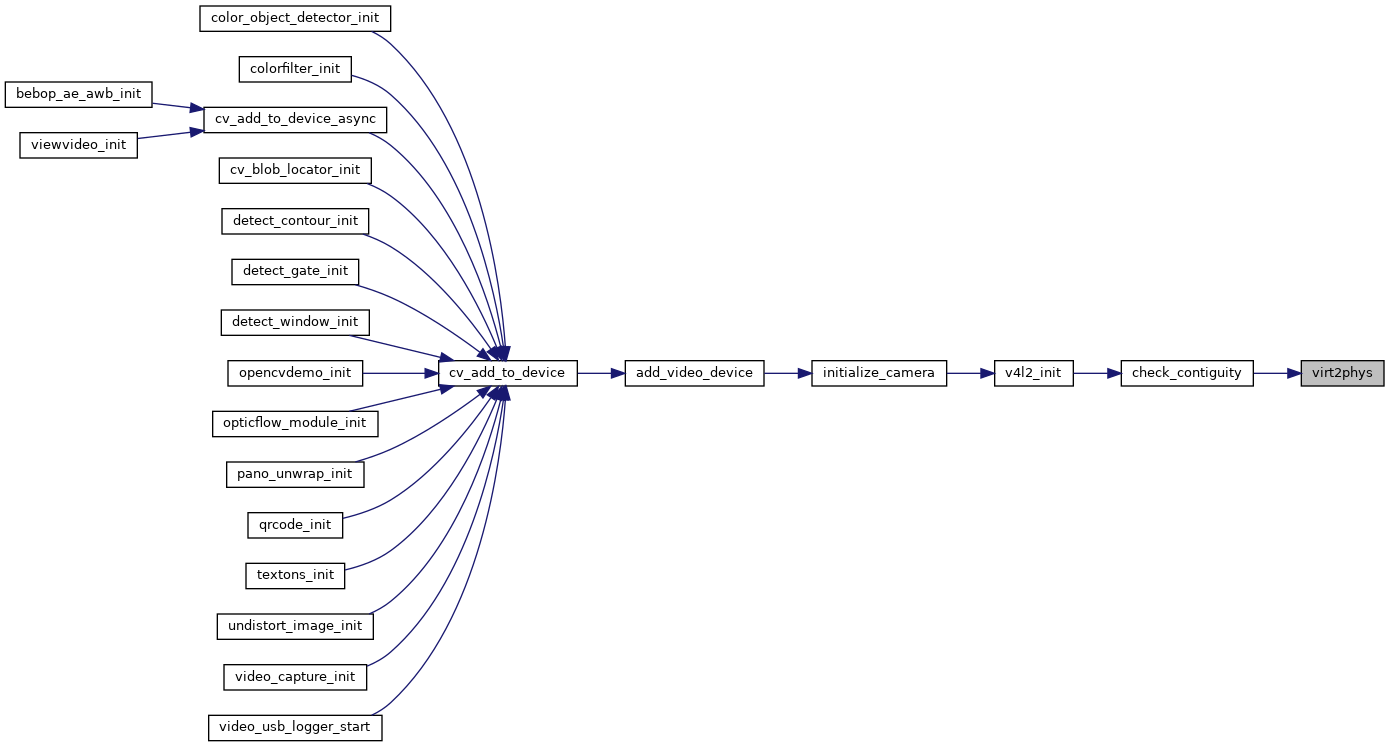 color_object_detector_init
colorfilter_init
bebop_ae_awb_init
cv_add_to_device_async
viewvideo_init
cv_blob_locator_init
detect_contour_init
detect_gate_init
detect_window_init
opencvdemo_init
cv_add_to_device
add_video_device
initialize_camera
v4l2_init
check_contiguity
virt2phys
opticflow_module_init
pano_unwrap_init
qrcode_init
textons_init
undistort_image_init
video_capture_init
video_usb_logger_start